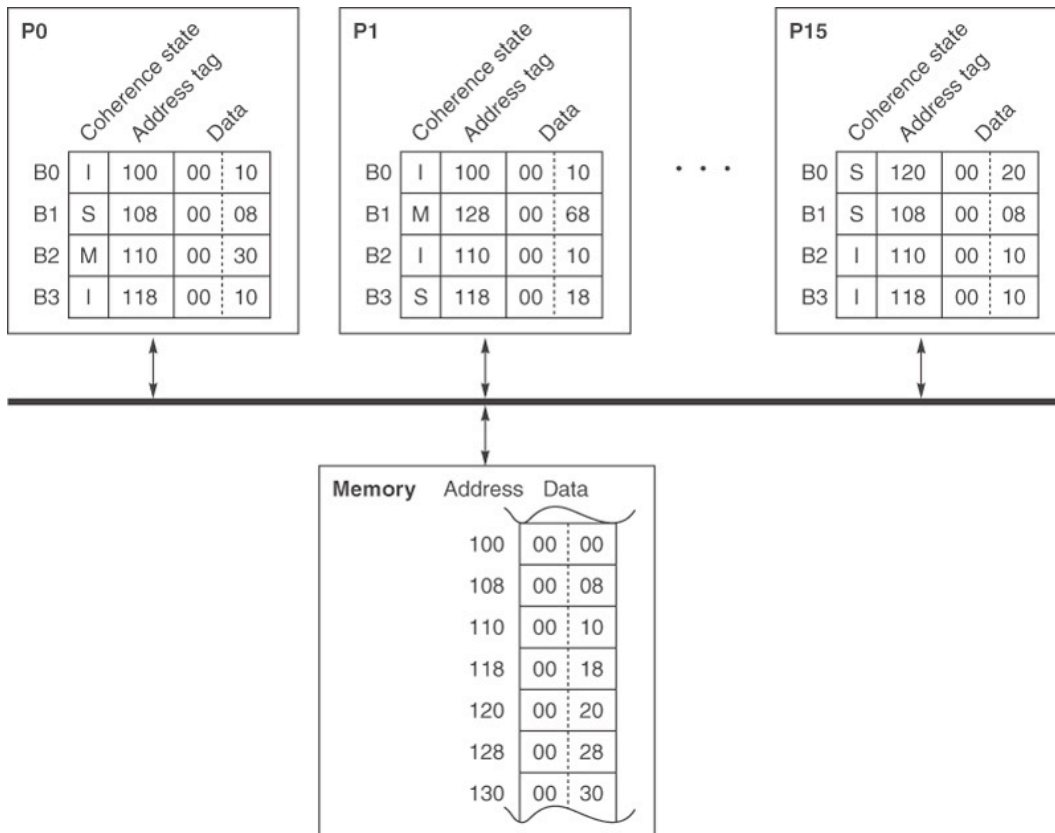 P0
Coherence state
Address tag
Data
B0 I 100 00 10
B1 S 108 00 08
B2 M 110 00 30
B3 I 118 00 10
P1
Coherence state
Address tag
Data
B0 I 100 00 10
B1 M 128 00 68
B2 I 110 00 10
B3 S 118 00 18
. . .
P15
Coherence state
Address tag
Data
B0 S 120 00 20
B1 S 108 00 08
B2 I 110 00 10
B3 I 118 00 10
Memory Address Data
100 00 00
108 00 08
110 00 10
118 00 18
120 00 20
128 00 28
130 00 30